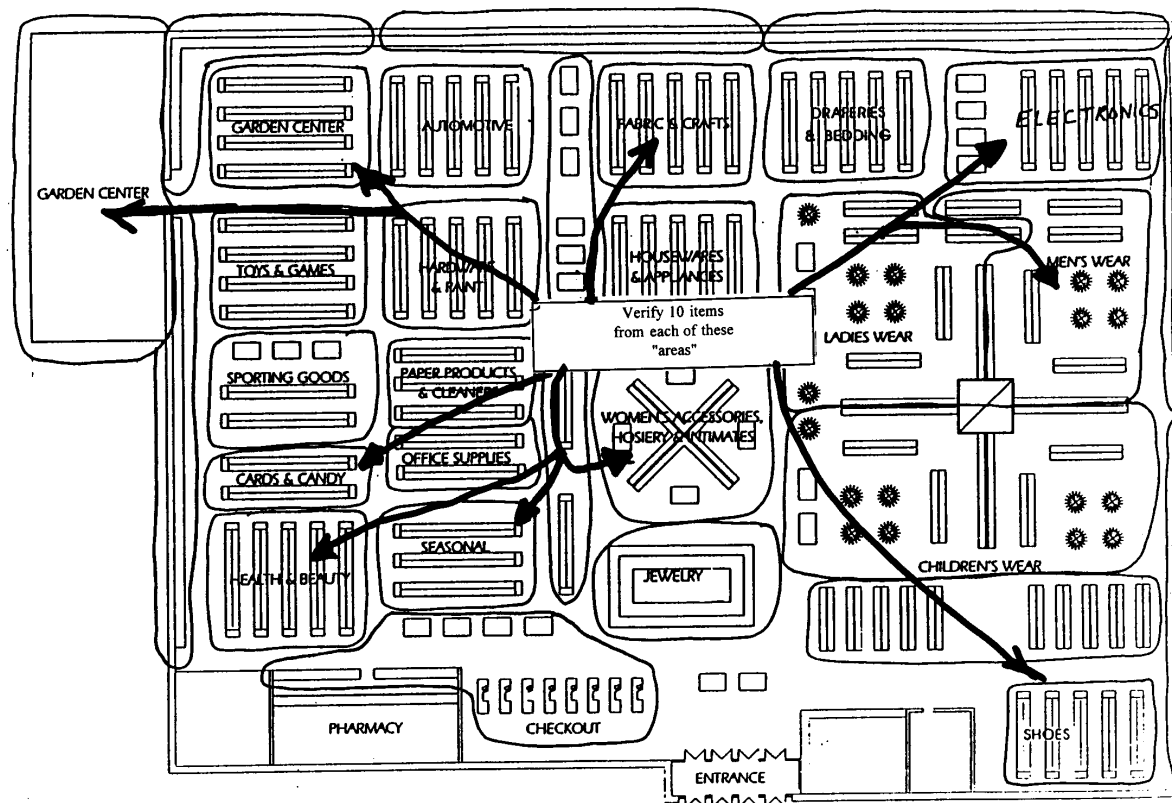 GARDEN CENTER
AUTOMOTIVE
FABRIC & CRAFTS
DRAPERIES
& BEDDING
ELECTRONICS
GARDEN CENTER
TOYS & GAMES
HARDWARE
& PAINT
HOUSEWARES
& APPLIANCES
MEN'S WEAR
Verify 10 items
from each of these
"areas"
LADIES WEAR
SPORTING GOODS
PAPER PRODUCTS
& CLEANERS
WOMEN'S ACCESSORIES,
HOSIERY & INTIMATES
OFFICE SUPPLIES
CARDS & CANDY
SEASONAL
HEALTH & BEAUTY
JEWELRY
CHILDREN'S WEAR
PHARMACY
CHECKOUT
SHOES
ENTRANCE